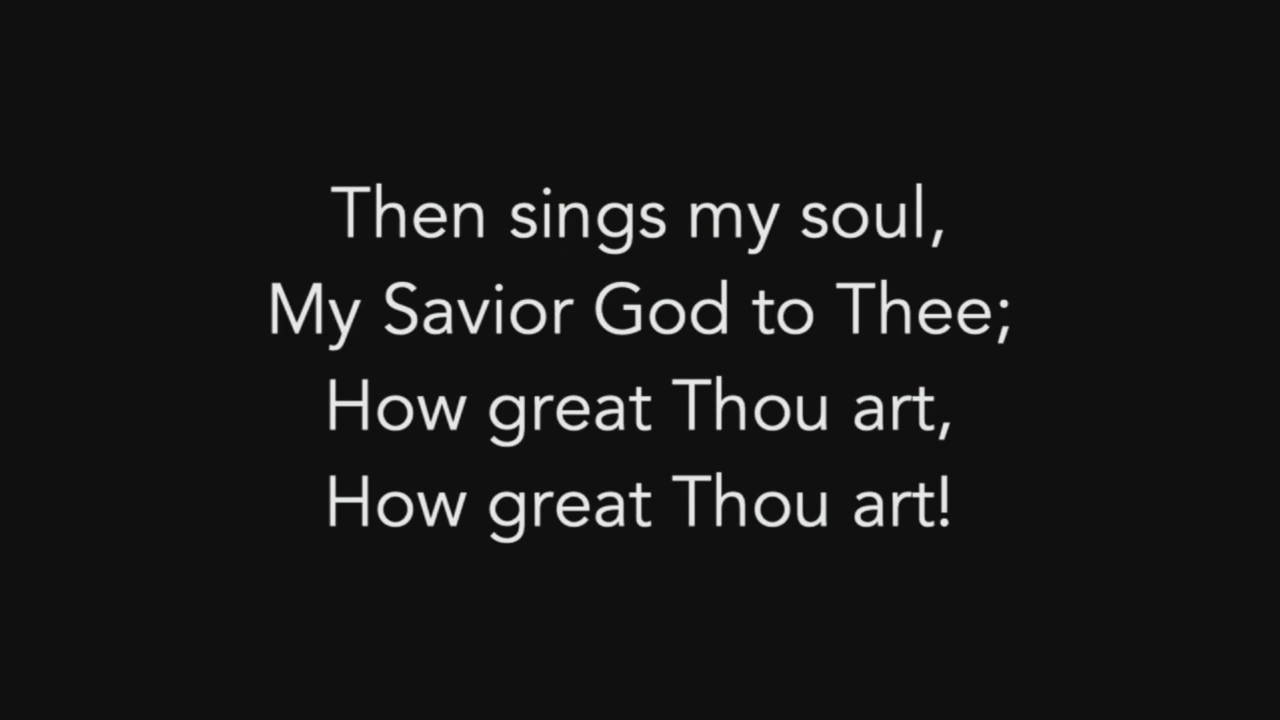 Then sings my soul,
My Savior God to Thee;
How great Thou art,
How great Thou art!